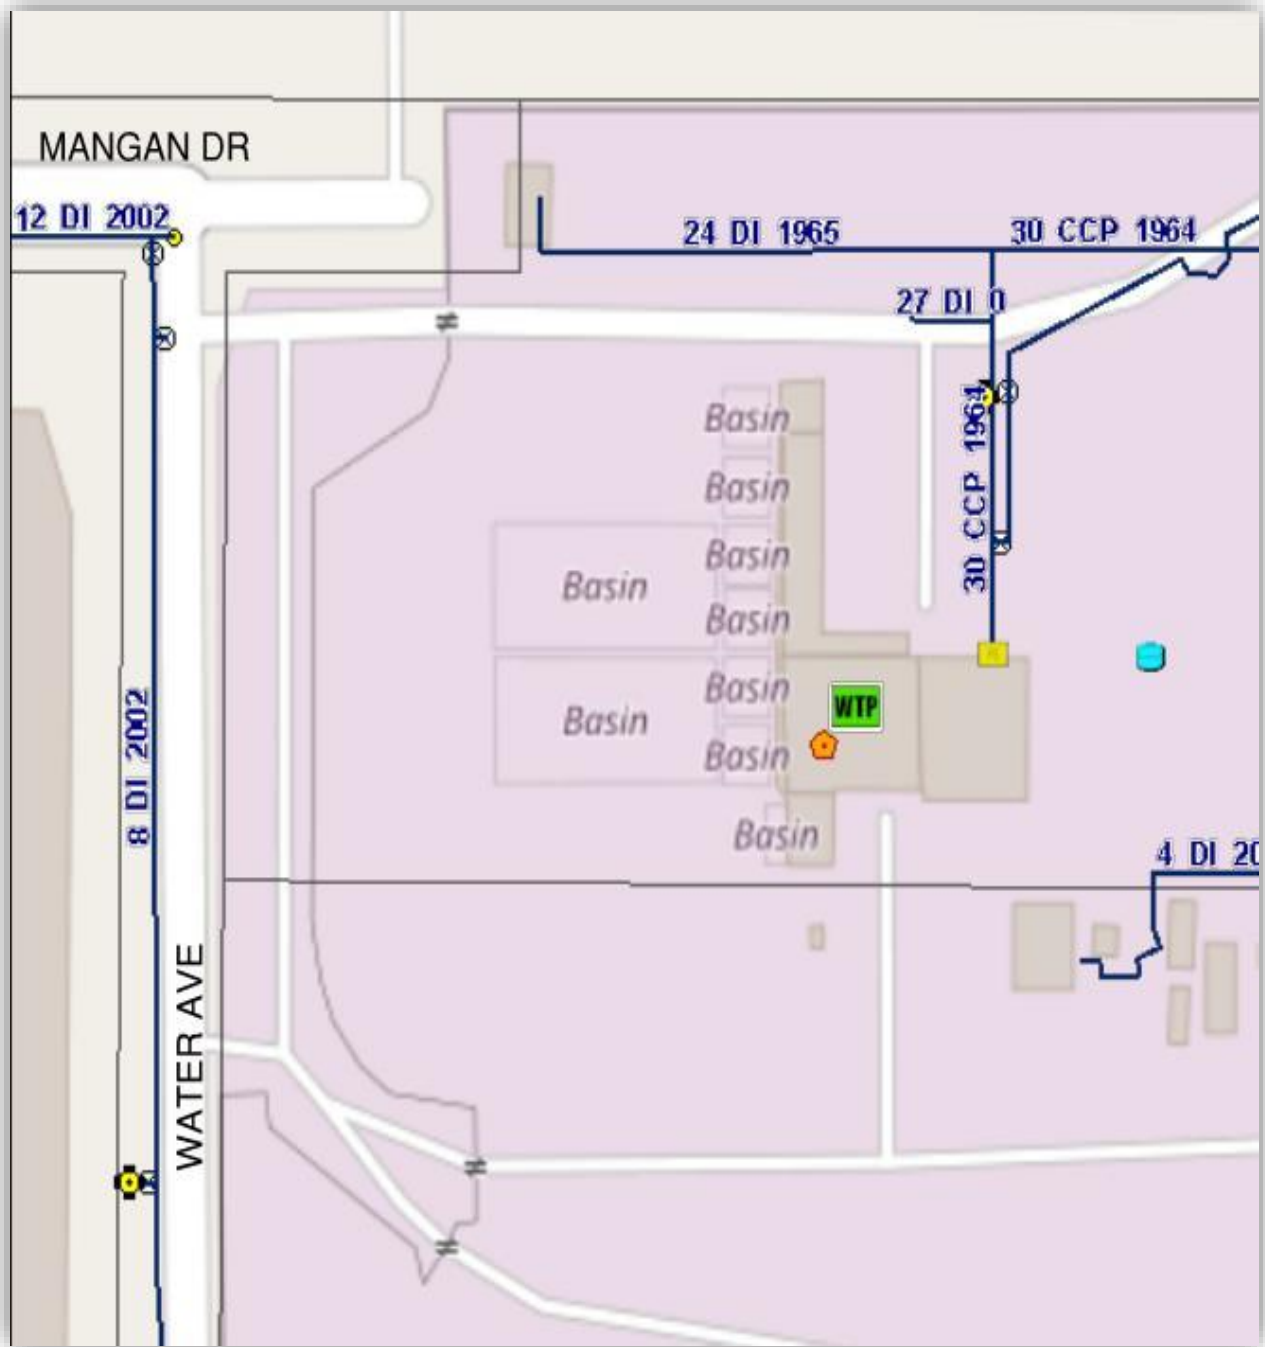 MANGAN DR
12 DI 2002
24 DI 1965
30 CCP 1964
27 DI 0
30 CCP 1964
Basin
Basin
Basin
Basin
Basin
Basin
Basin
WTP
Basin
Basin
8 DI 2002
4 DI 20
WATER AVE